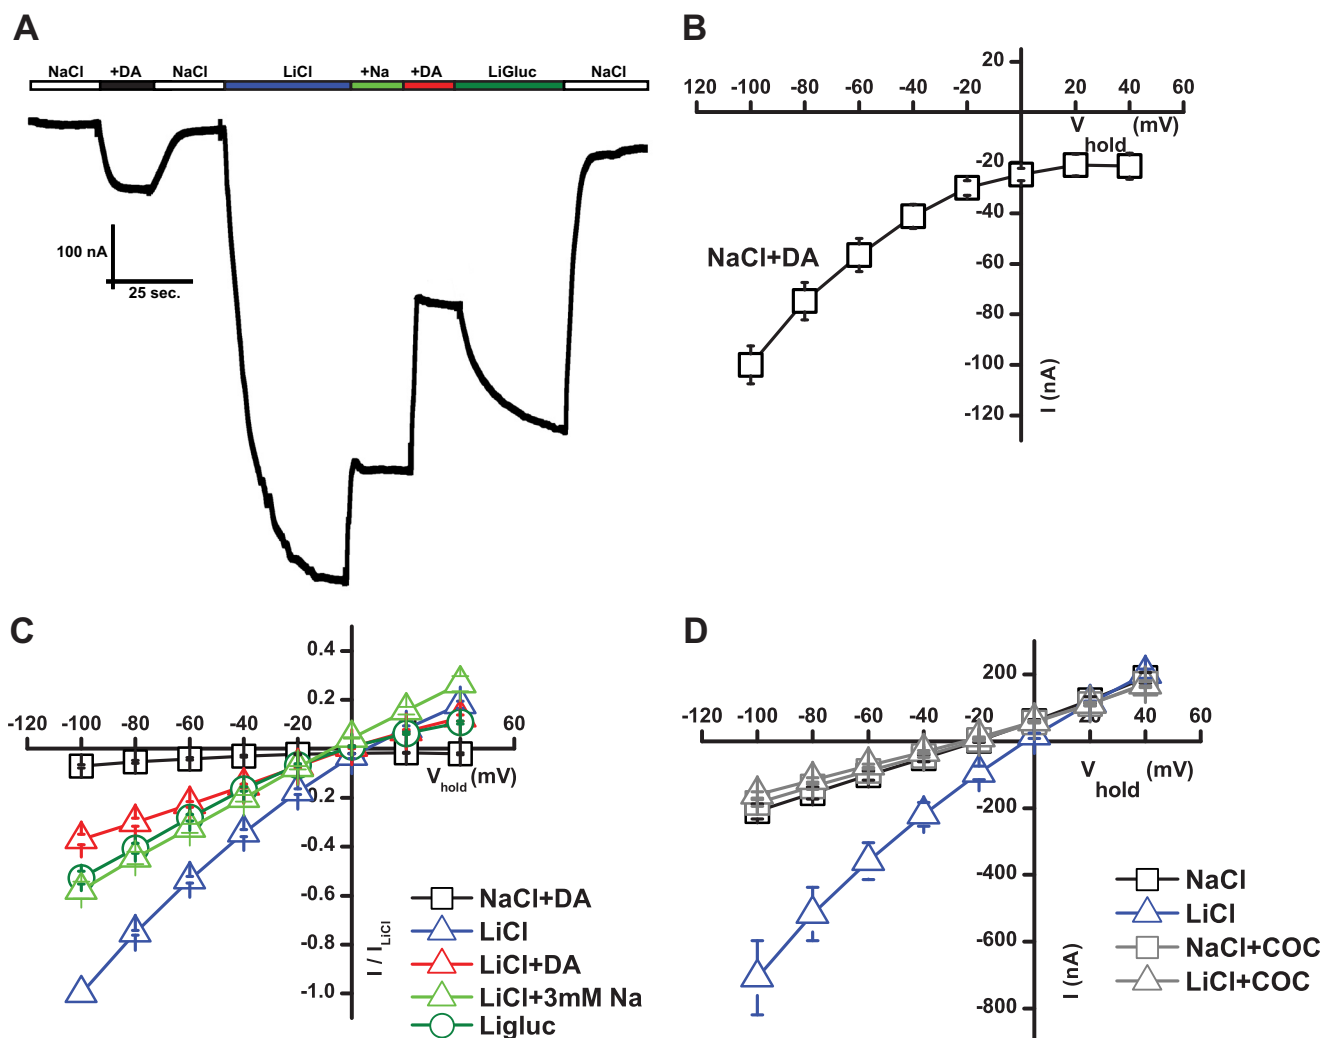 A
NaCl +DA NaCl LiCl +Na +DA LiGluc NaCl
100 nA
25 sec.
B
20
120 -100 -80 -60 -40 -20 20 40 60
V hold (mV)
-20
-40
NaCl+DA
-60
-80
-100
-120
I (nA)
C
0.4
0.2
-120 -100 -80 -60 -40 -20 60
V hold (mV)
0.2
-0.4
-0.6
-0.8
-1.0
I / I LiCl
NaCl+DA
LiCl
LiCl+DA
LiCl+3mM Na
Ligluc
D
200
-120 -100 -80 -60 -40 -20 20 40 60
V hold (mV)
-200
-400
-600
-800
I (nA)
NaCl
LiCl
NaCl+COC
LiCl+COC